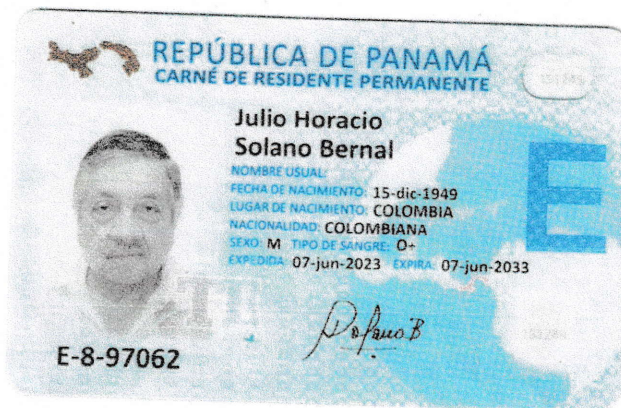 REPÚBLICA DE PANAMÁ
CARNÉ DE RESIDENTE PERMANENTE
Julio Horacio
Solano Bernal
NOMBRE USUAL:
FECHA DE NACIMIENTO: 15-dic-1949
LUGAR DE NACIMIENTO: COLOMBIA
NACIONALIDAD: COLOMBIANA
SEXO: M TIPO DE SANGRE: O+
EXPEDIDA: 07-jun-2023 EXPIRA: 07-jun-2033
E
E-8-97062